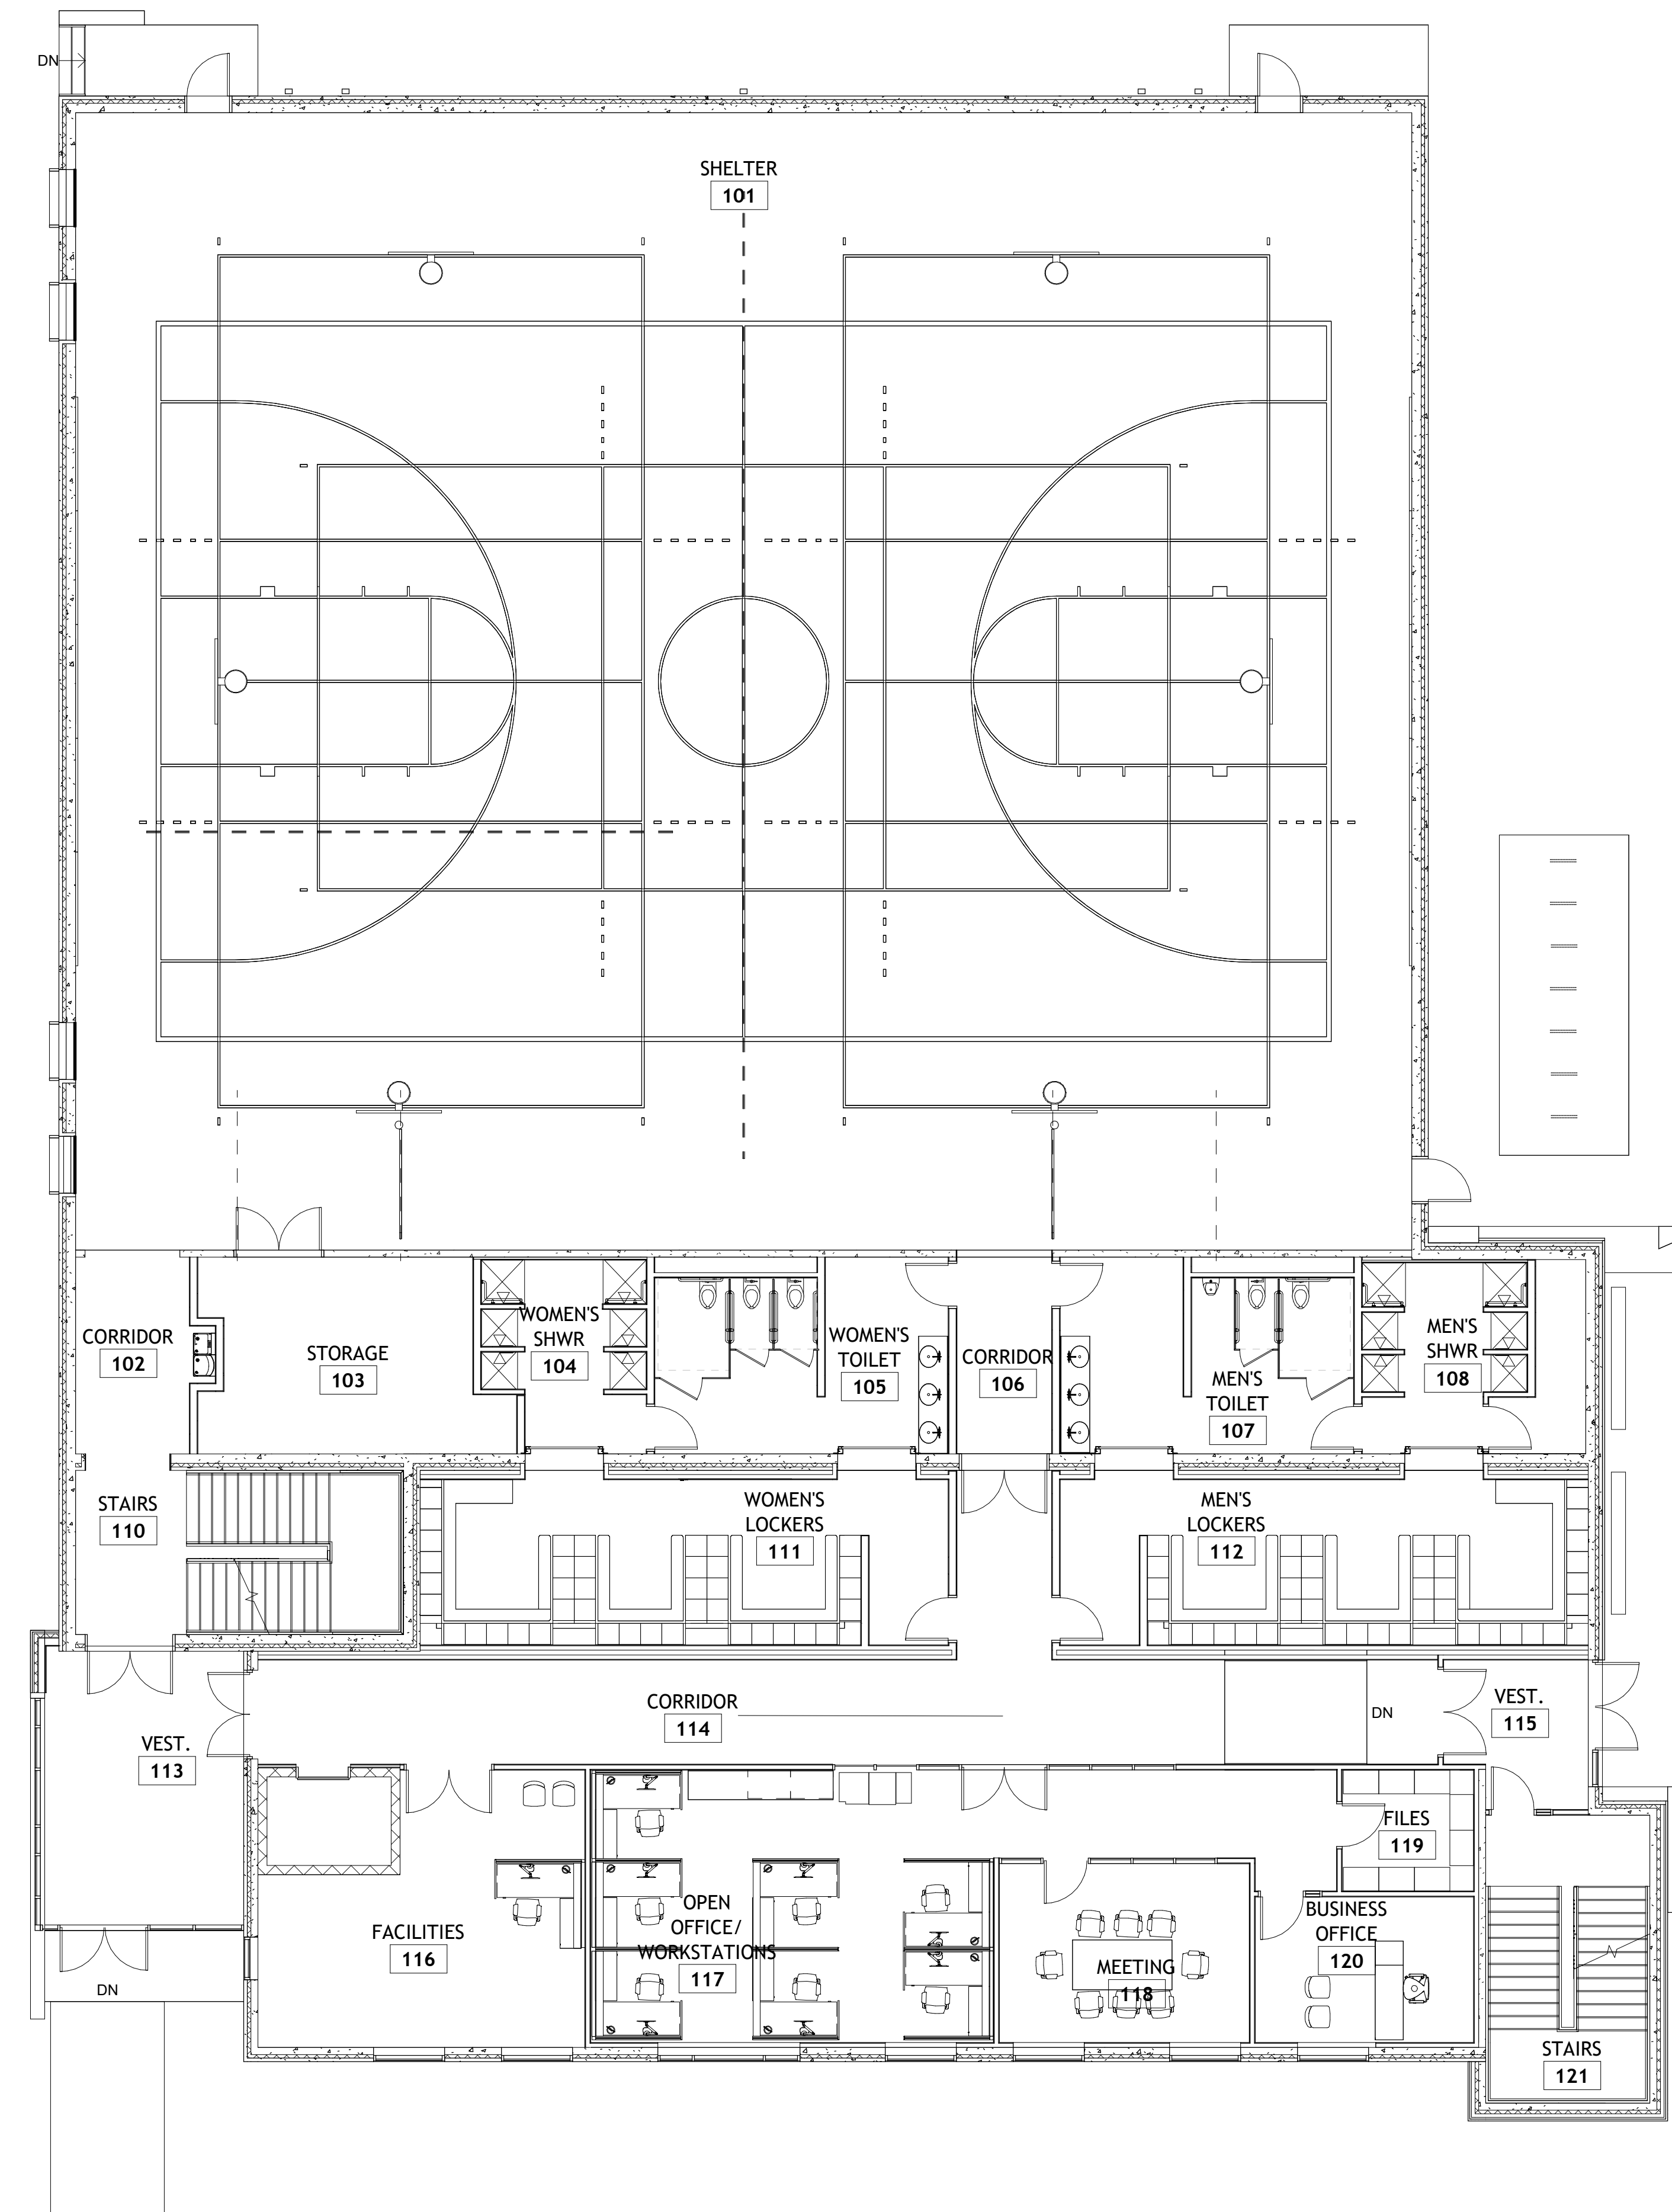 DN
SHELTER
101
CORRIDOR
102
STORAGE
103
WOMEN'S
SHWR
104
WOMEN'S
TOILET
105
CORRIDOR
106
MEN'S
TOILET
107
MEN'S
SHWR
108
STAIRS
110
WOMEN'S
LOCKERS
111
MEN'S
LOCKERS
112
VEST.
113
CORRIDOR
114
DN
VEST.
115
FACILITIES
116
OPEN
OFFICE/
WORKSTATIONS
117
MEETING
118
FILES
119
BUSINESS
OFFICE
120
DN
STAIRS
121